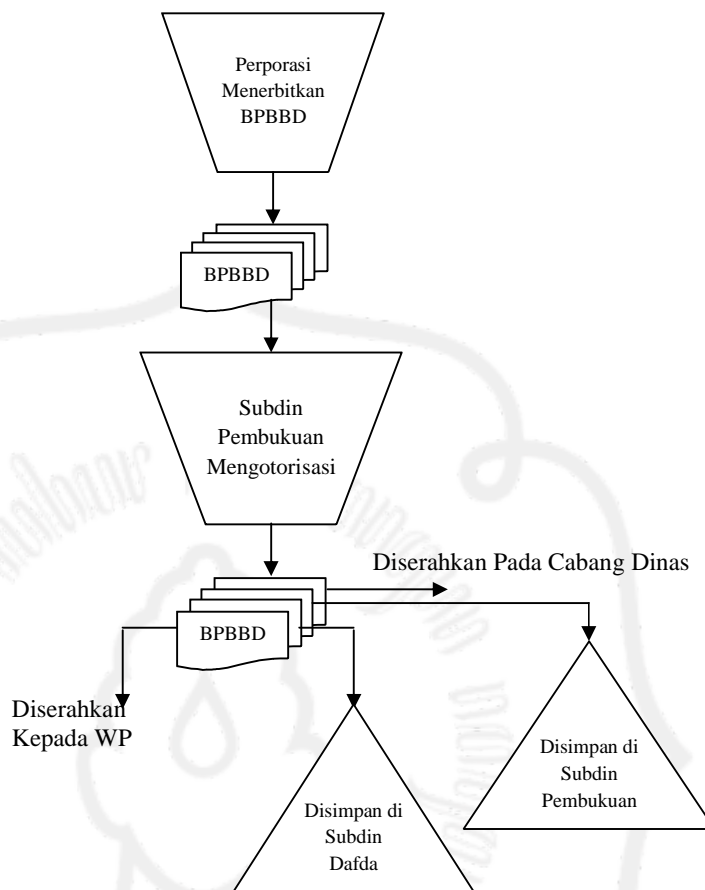 Perporasi
Menerbitkan
BPBBD
BPBBD
Subdin
Pembukuan
Mengotorisasi
Diserahkan Pada Cabang Dinas
BPBBD
Diserahkan
Kepada WP
Disimpan di
Subdin
Pembukuan
Disimpan di
Subdin
Dafda